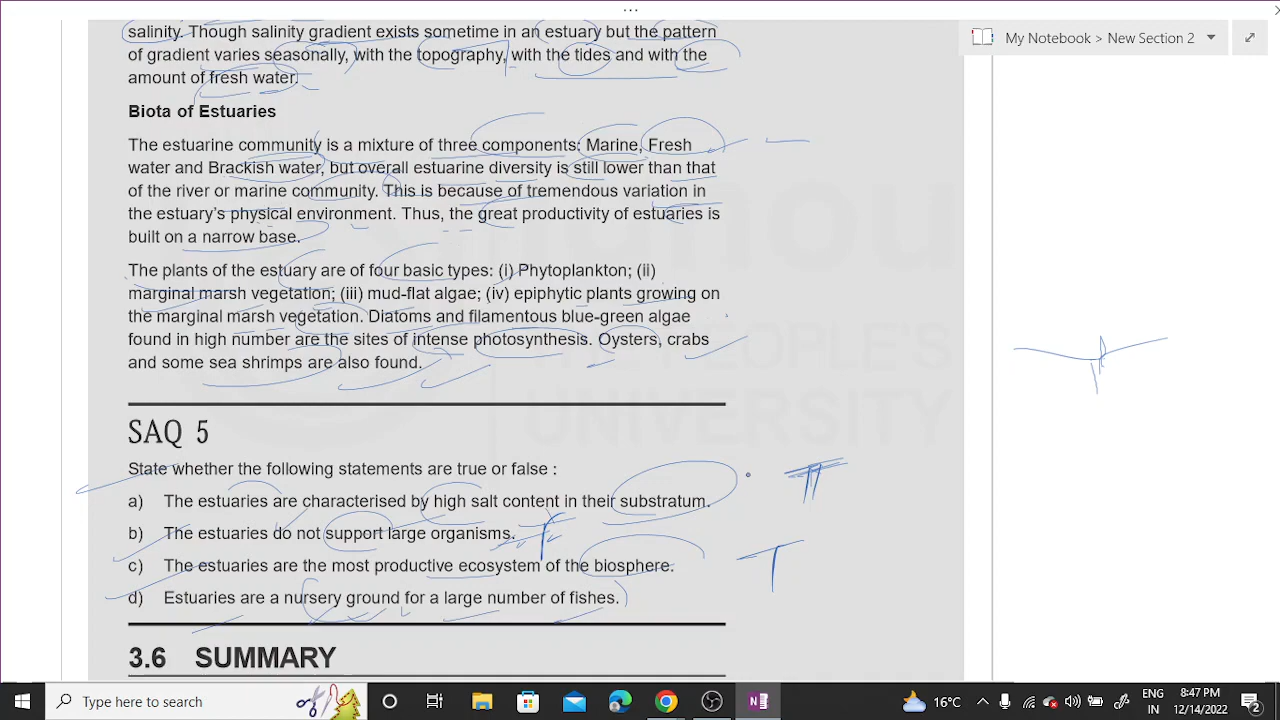 ...
salinity. Though salinity gradient exists sometime in an estuary but the pattern
of gradient varies seasonally, with the topography, with the tides and with the
amount of fresh water.
My Notebook > New Section 2
Biota of Estuaries
The estuarine community is a mixture of three components: Marine, Fresh
water and Brackish water, but overall estuarine diversity is still lower than that
of the river or marine community. This is because of tremendous variation in
the estuary's physical environment. Thus, the great productivity of estuaries is
built on a narrow base.
The plants of the estuary are of four basic types: (i) Phytoplankton; (ii)
marginal marsh vegetation; (iii) mud-flat algae; (iv) epiphytic plants growing on
the marginal marsh vegetation. Diatoms and filamentous blue-green algae
found in high number are the sites of intense photosynthesis. Oysters, crabs
and some sea shrimps are also found.
THE PEOPLE'S
UNIVERSITY
SAQ 5
State whether the following statements are true or false :
a) The estuaries are characterised by high salt content in their substratum. T
b) The estuaries do not support large organisms. f
c) The estuaries are the most productive ecosystem of the biosphere. T
d) Estuaries are a nursery ground for a large number of fishes.
3.6 SUMMARY
Type here to search
16°C
ENG
IN
8:47 PM
12/14/2022
2